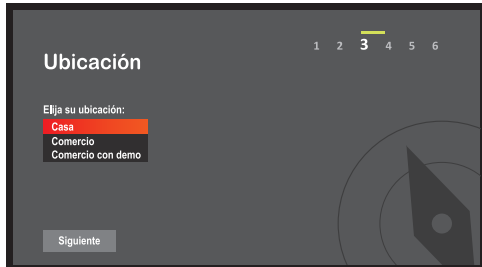 1 2 3 4 5 6
Ubicación
Elija su ubicación:
Casa
Comercio
Comercio con demo
Siguiente